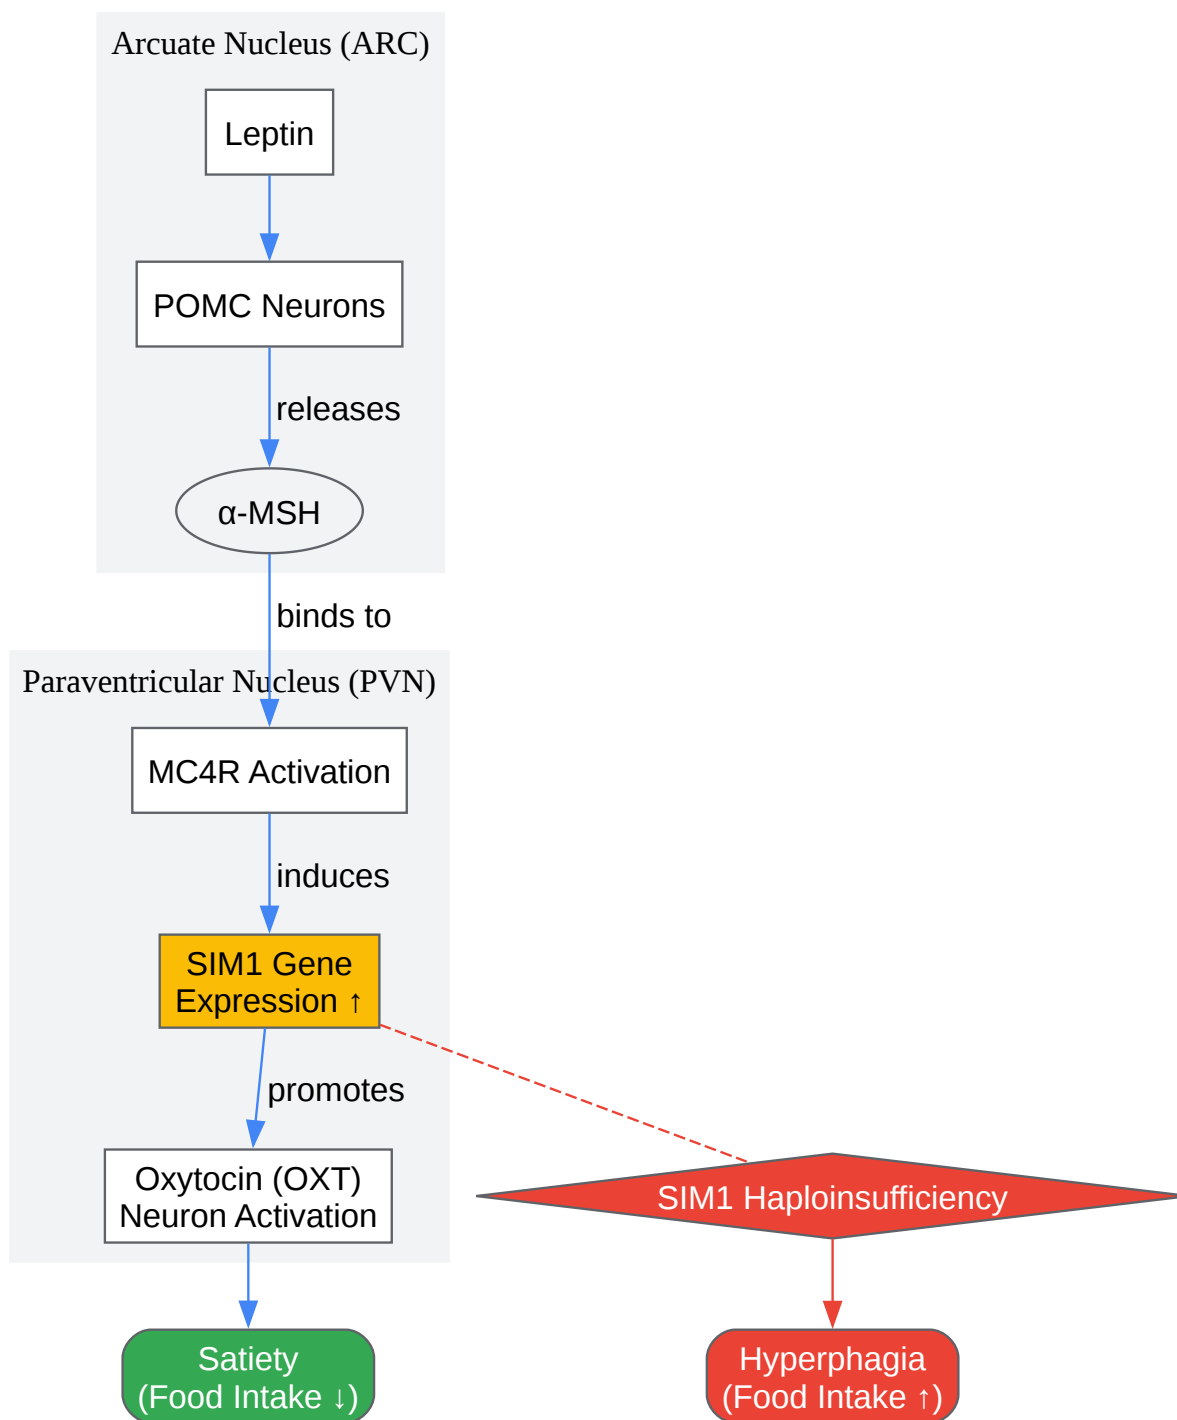 Arcuate Nucleus (ARC)
Leptin
POMC Neurons
releases
α-MSH
binds to
Paraventricular Nucleus (PVN)
MC4R Activation
induces
SIM1 Gene
Expression ↑
promotes
Oxytocin (OXT)
Neuron Activation
SIM1 Haploinsufficiency
Satiety
(Food Intake ↓)
Hyperphagia
(Food Intake ↑)